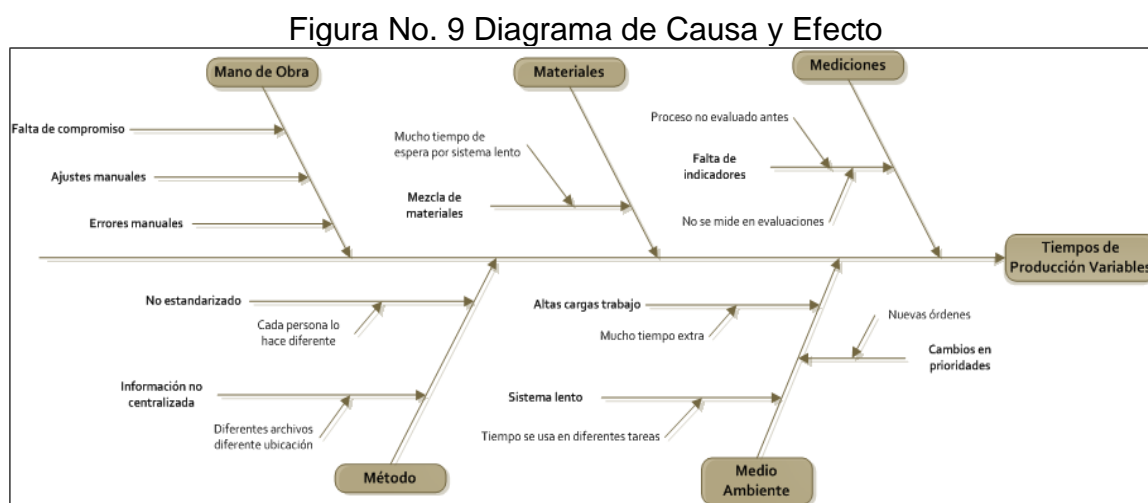 Figura No. 9 Diagrama de Causa y Efecto
Mano de Obra
Materiales
Mediciones
Falta de compromiso
Ajustes manuales
Errores manuales
Mucho tiempo de
espera por sistema lento
Mezcla de
materiales
Proceso no evaluado antes
Falta de
indicadores
No se mide en evaluaciones
Tiempos de
Producción Variables
No estandarizado
Cada persona lo
hace diferente
Información no
centralizada
Diferentes archivos
diferente ubicación
Método
Altas cargas trabajo
Mucho tiempo extra
Nuevas órdenes
Cambios en
prioridades
Sistema lento
Tiempo se usa en diferentes tareas
Medio
Ambiente